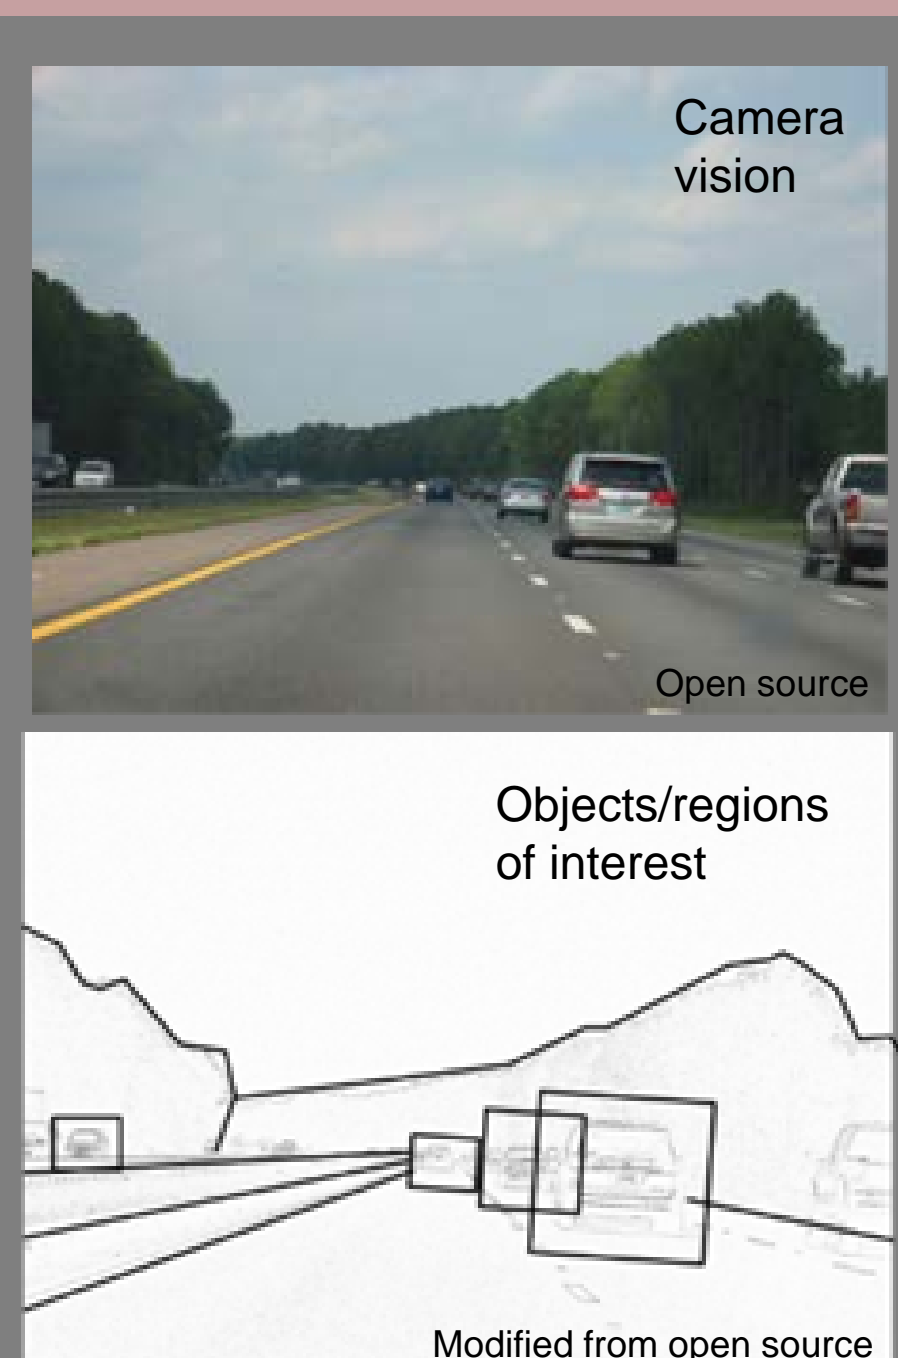 Camera
vision
Open source
Objects/regions
of interest
Modified from open source